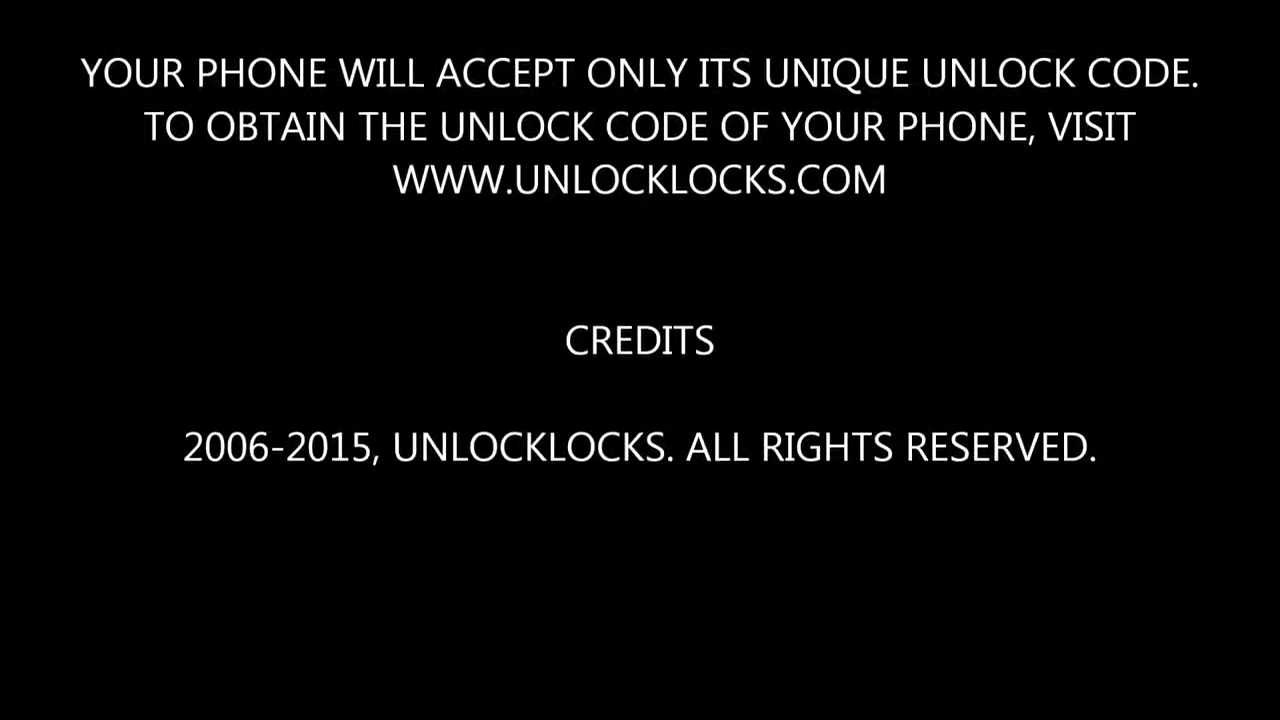 YOUR PHONE WILL ACCEPT ONLY ITS UNIQUE UNLOCK CODE.
TO OBTAIN THE UNLOCK CODE OF YOUR PHONE, VISIT
WWW.UNLOCKLOCKS.COM
CREDITS
2006-2015, UNLOCKLOCKS. ALL RIGHTS RESERVED.